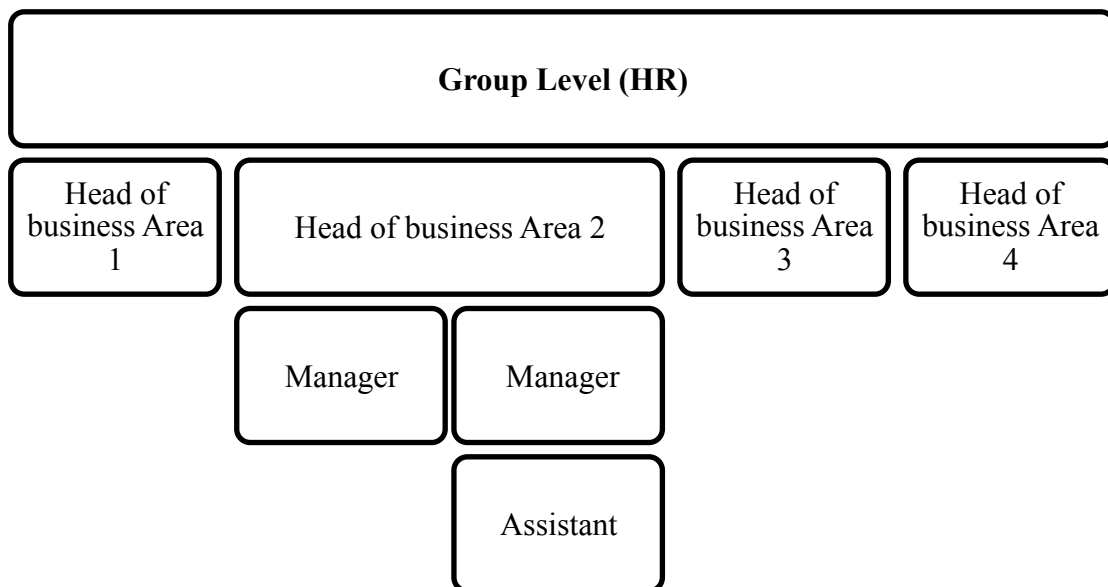 Group Level (HR)
Head of
business Area
1
Head of business Area 2
Head of
business Area
3
Head of
business Area
4
Manager
Manager
Assistant